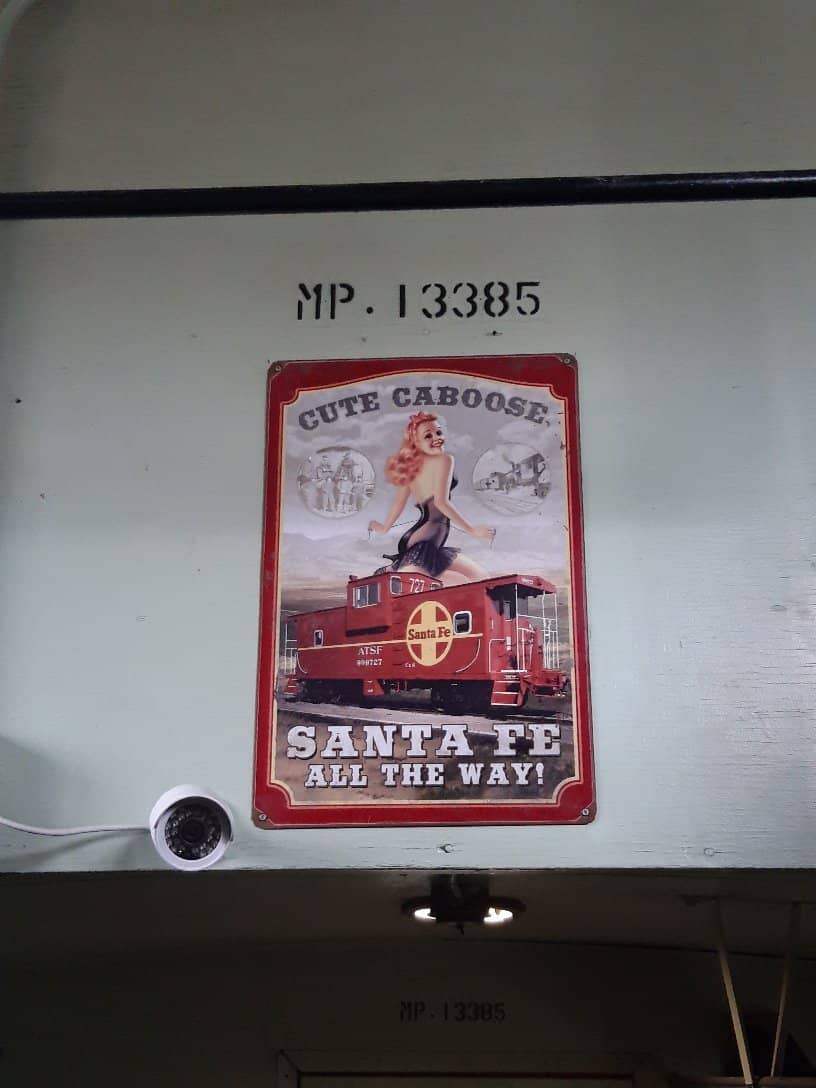 MP. 13385
CUTE CABOOSE
727
Santa Fe
ATSF
999727
SANTA FE
ALL THE WAY!
MP. 13385